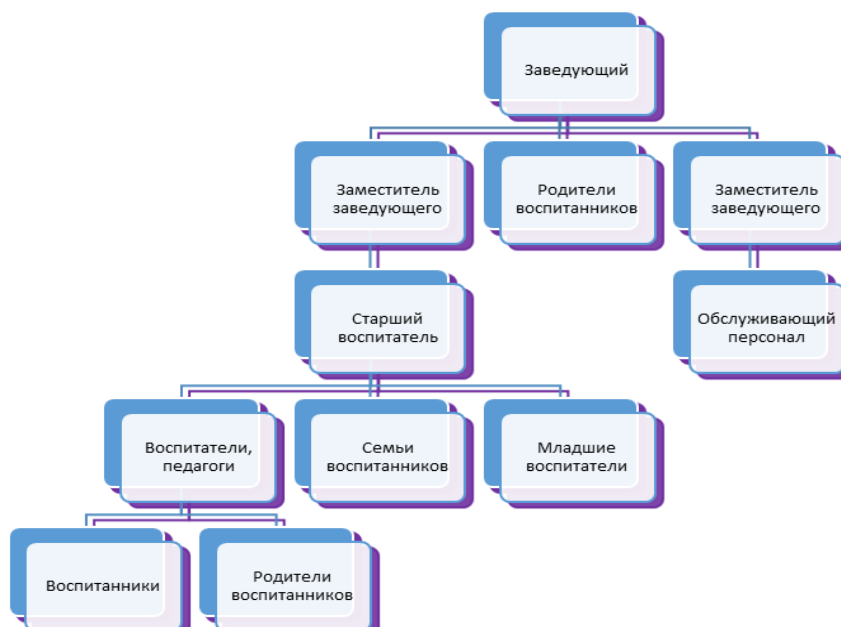 Заведующий
Заместитель
заведующего
Родители
воспитанников
Заместитель
заведующего
Старший
воспитатель
Обслуживающий
персонал
Воспитатели,
педагоги
Семьи
воспитанников
Младшие
воспитатели
Воспитанники
Родители
воспитанников